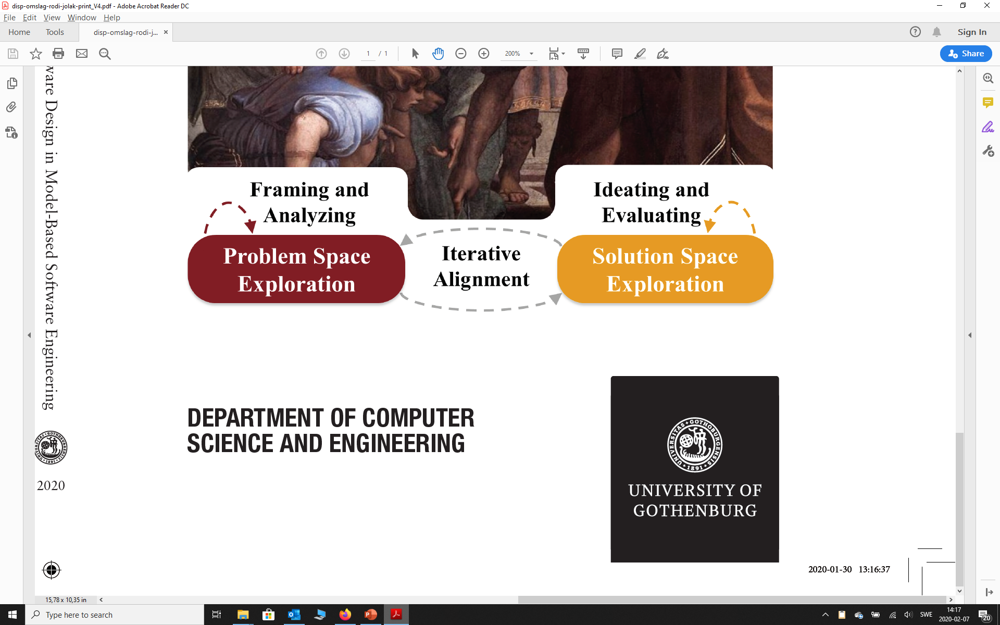 disp-omslag-rodi-jolak-print_V4.pdf - Adobe Acrobat Reader DC
File Edit View Window Help
Home Tools disp-omslag-rodi-j... × Sign In
1 / 1 200% Share
ware Design in Model-Based Software Engineering
2020
Framing and
Analyzing
Ideating and
Evaluating
Problem Space
Exploration
Iterative
Alignment
Solution Space
Exploration
DEPARTMENT OF COMPUTER
SCIENCE AND ENGINEERING
UNIVERSITAS GOTHOBURGENSIS
1891
UNIVERSITY OF
GOTHENBURG
2020-01-30 13:16:37
15,78 x 10,35 in
Type here to search
SWE
14:17
2020-02-07
20